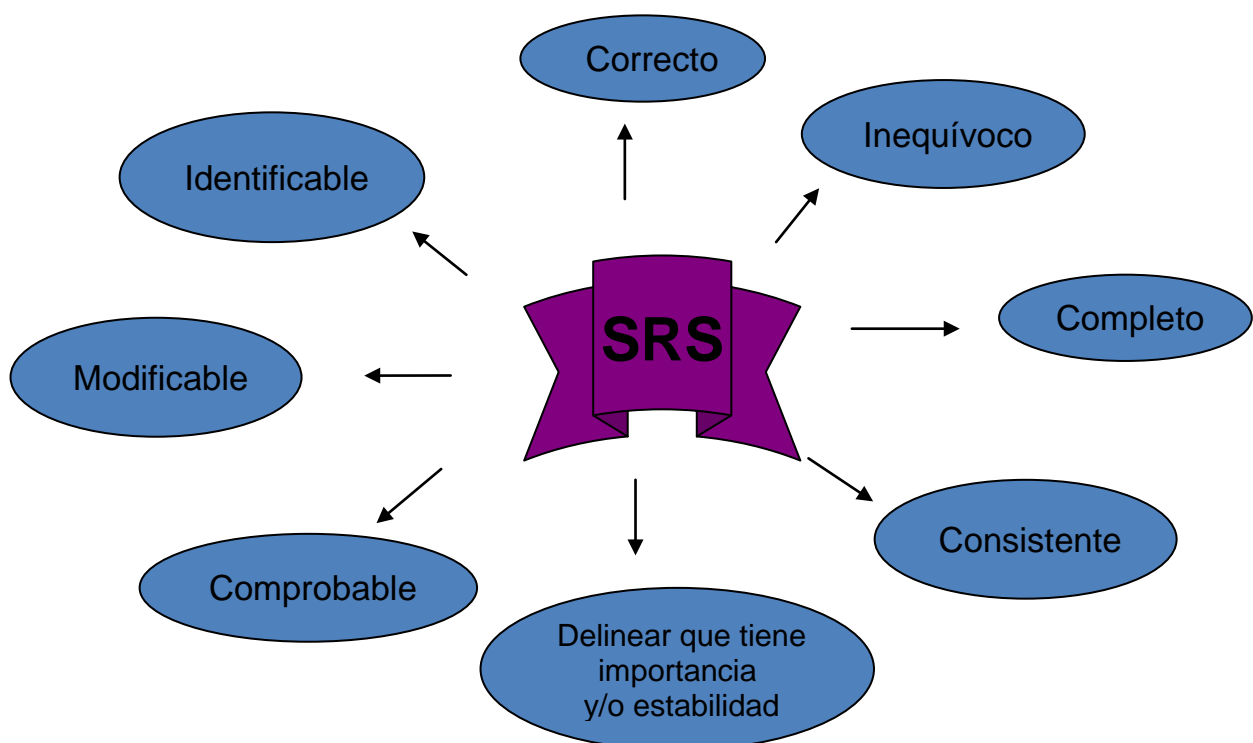 Correcto
Inequívoco
Identificable
Completo
SRS
Modificable
Consistente
Comprobable
Delinear que tiene
importancia
y/o estabilidad